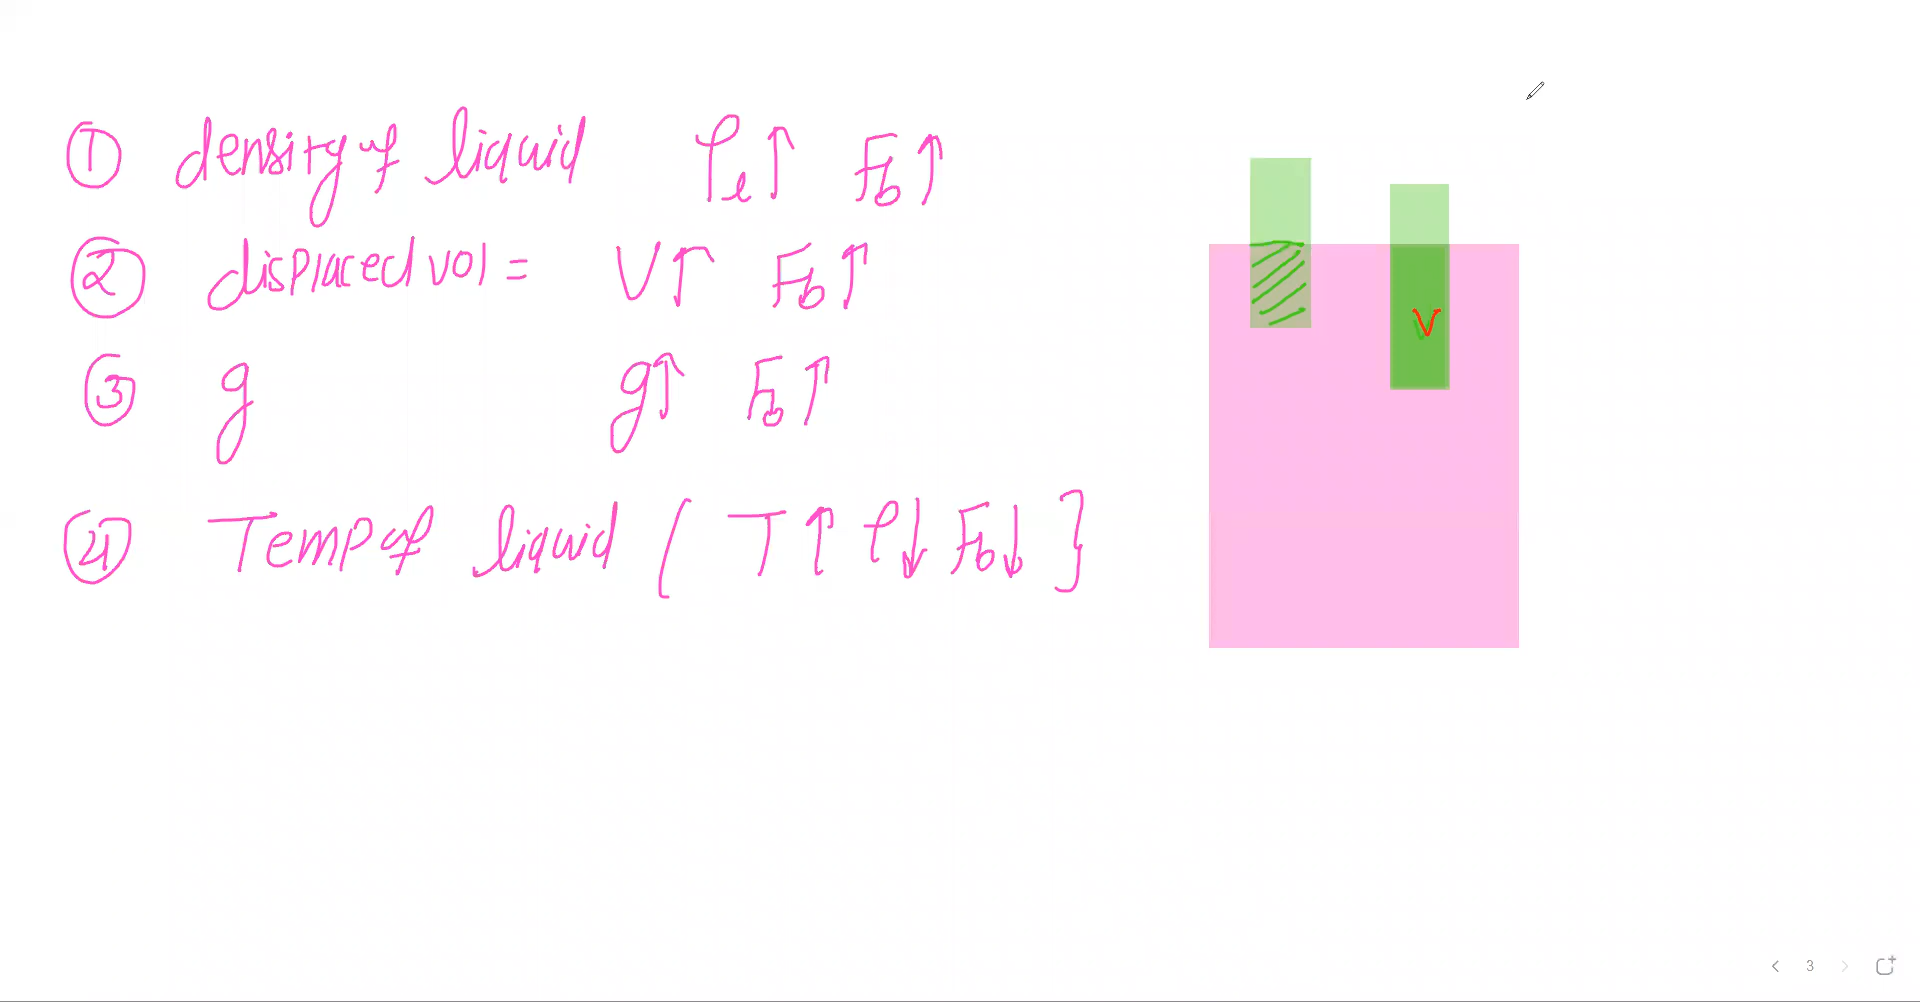 ① density of liquid ρₗ↑ Fb↑
② displaced vol = V↑ Fb↑
③ g g↑ Fb↑
④ Temp of liquid ( T↑ ρ↓ Fb↓ }
V
3